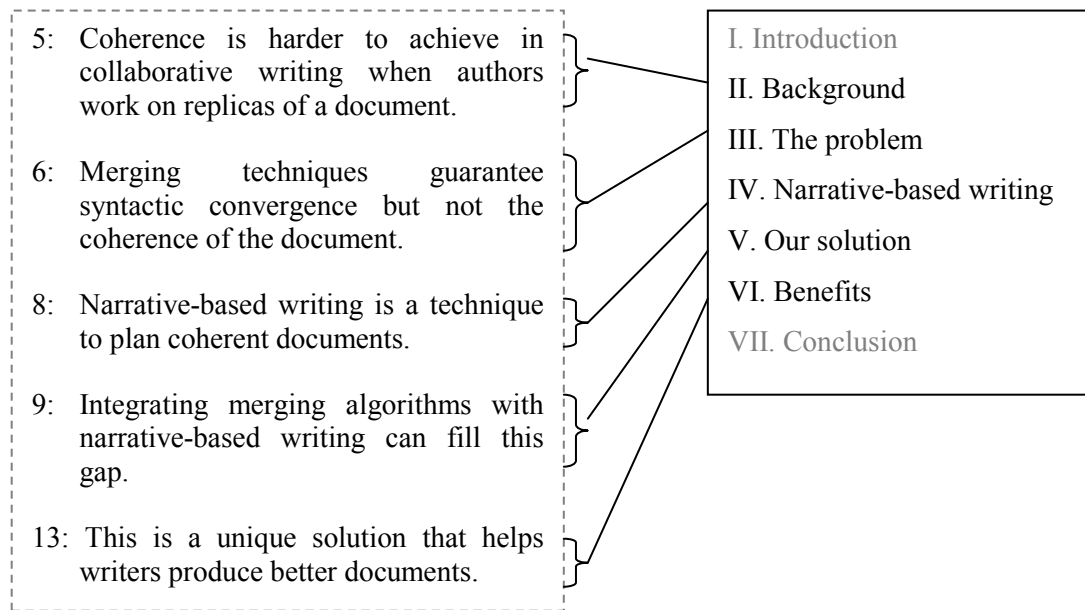 5: Coherence is harder to achieve in
collaborative writing when authors
work on replicas of a document.
6: Merging techniques guarantee
syntactic convergence but not the
coherence of the document.
8: Narrative-based writing is a technique
to plan coherent documents.
9: Integrating merging algorithms with
narrative-based writing can fill this
gap.
13: This is a unique solution that helps
writers produce better documents.
I. Introduction
II. Background
III. The problem
IV. Narrative-based writing
V. Our solution
VI. Benefits
VII. Conclusion